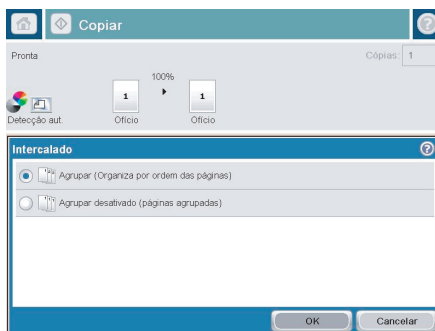 Copiar
Pronta
Cópias: 1
100%
1 1
Detecção aut. Ofício Ofício
Intercalado
Agrupar (Organiza por ordem das páginas)
Agrupar desativado (páginas agrupadas)
OK Cancelar